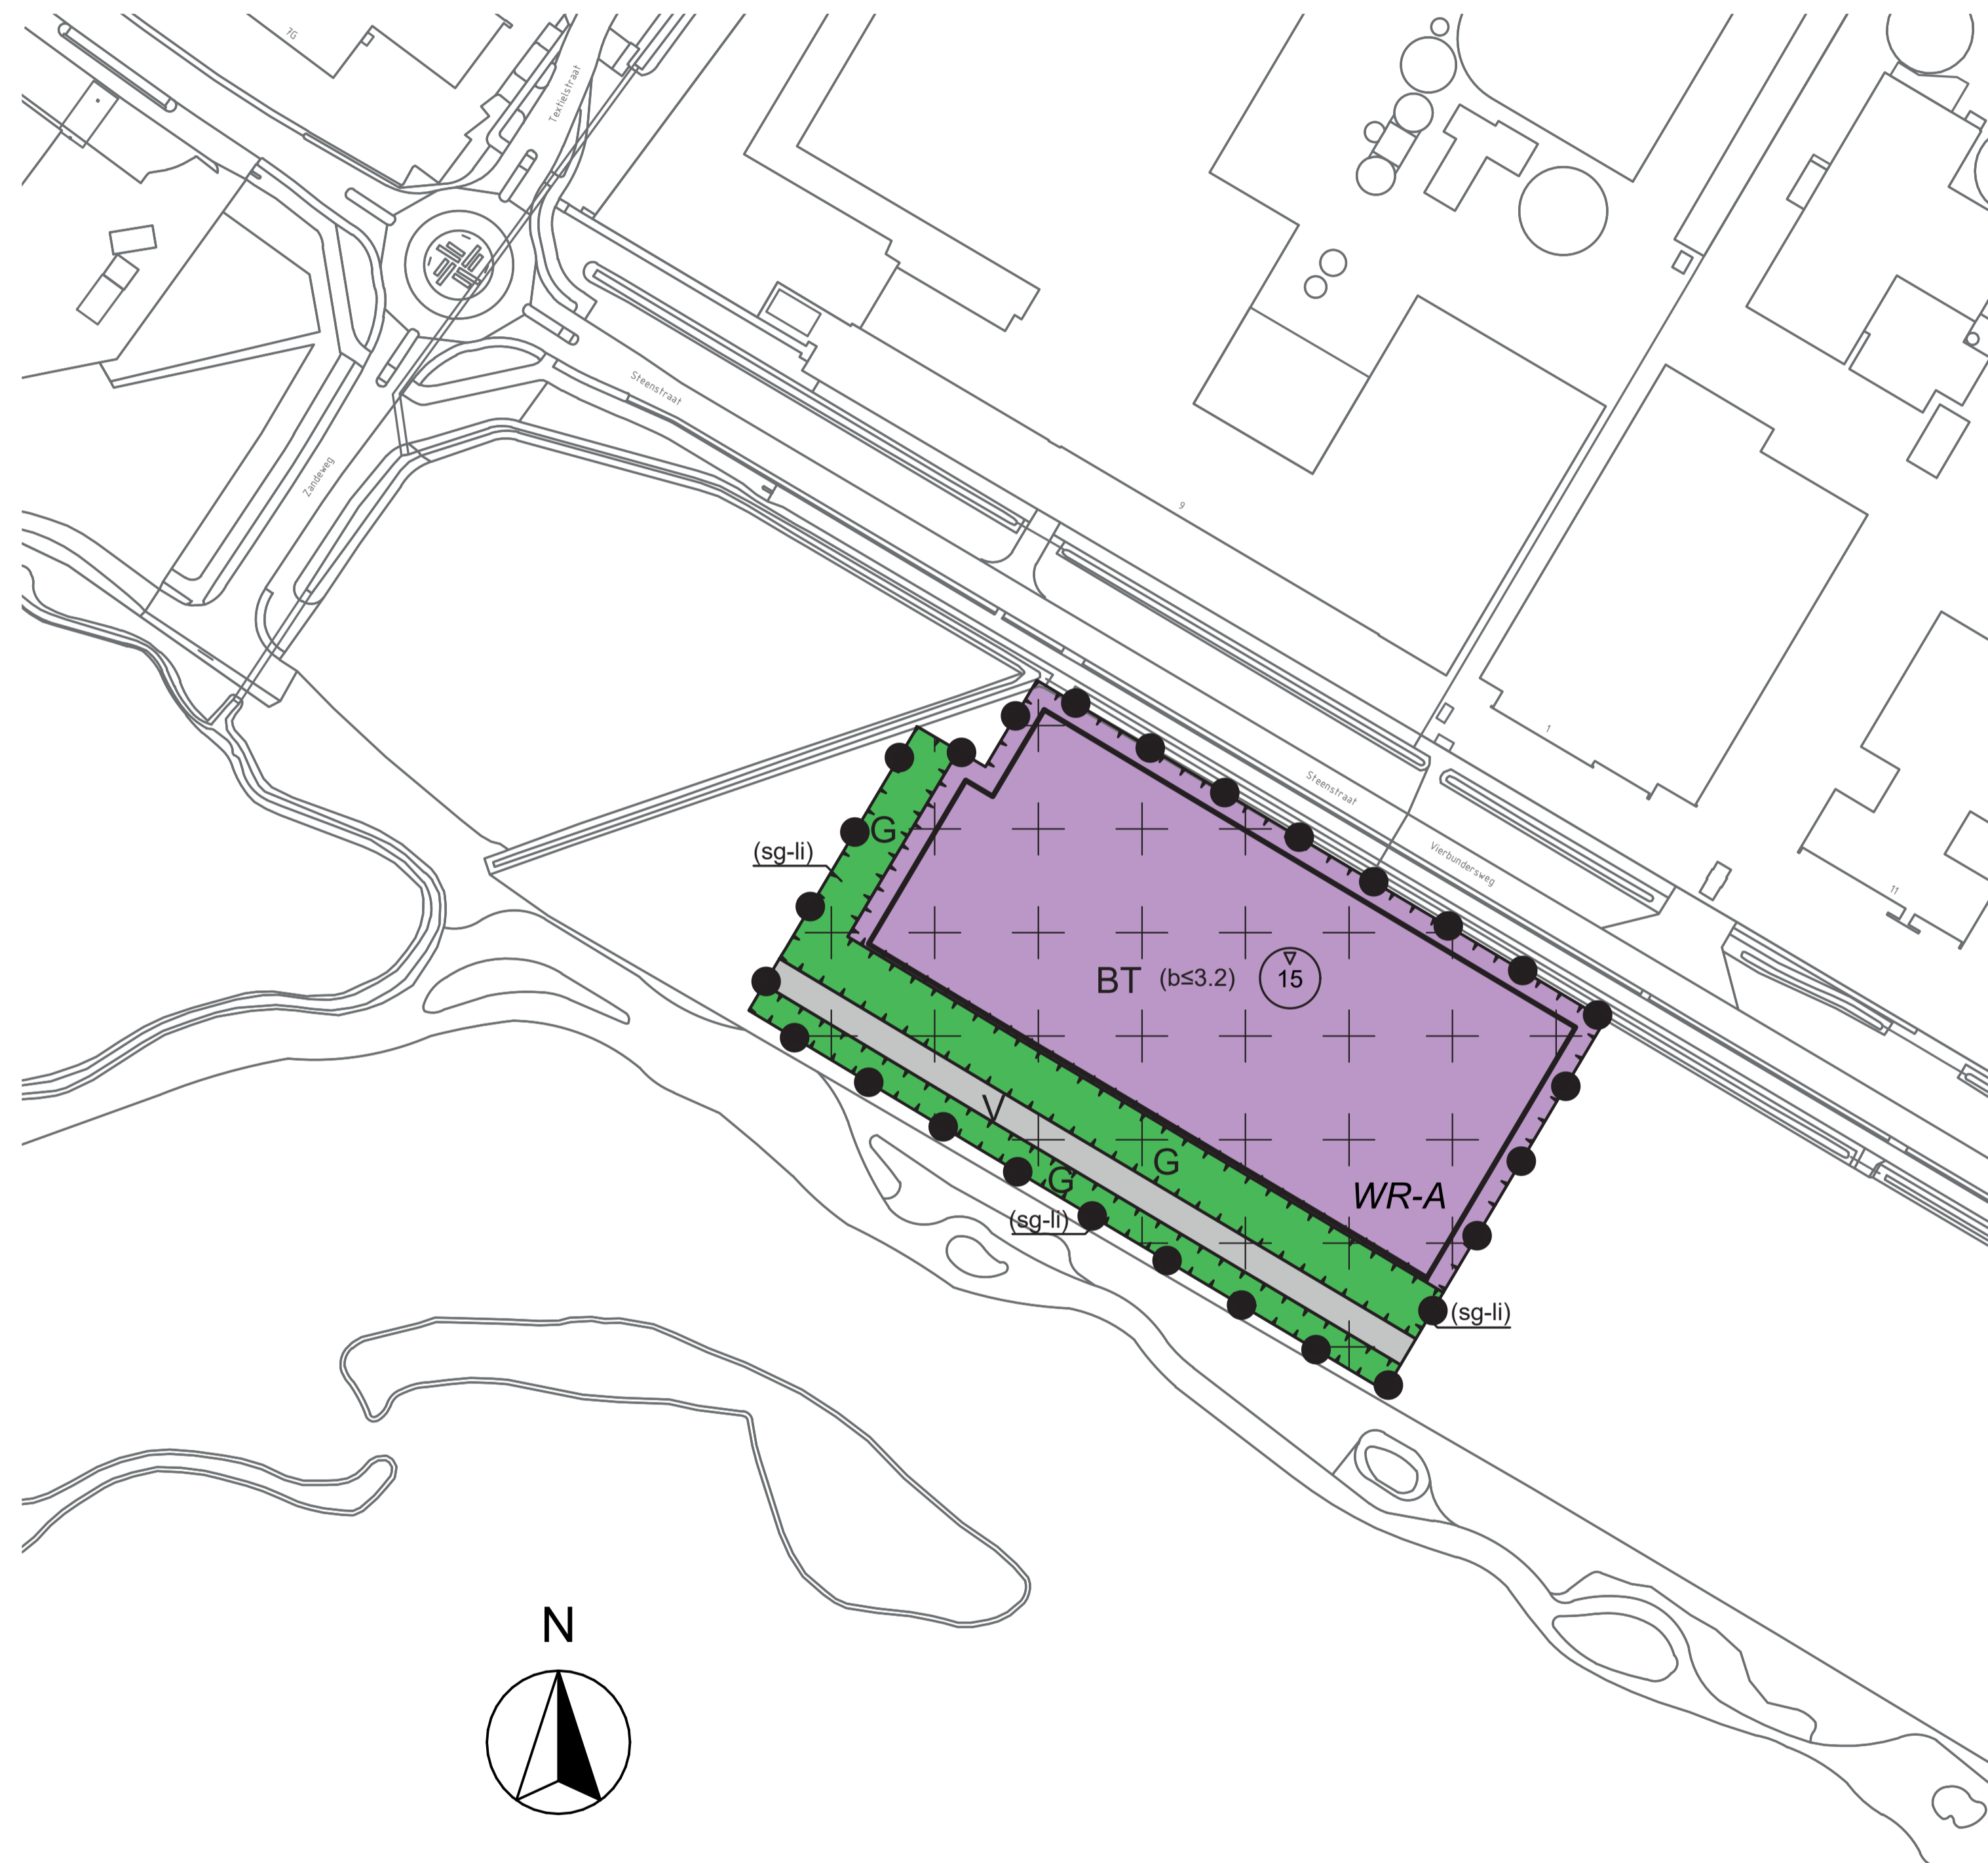 7G
Textielstraat
Steenstraat
Zandeweg
9
1
Steenstraat
Vierbundersweg
11
G
(sg-li)
BT (b≤3.2) 15
V
G
G
WR-A
(sg-li)
(sg-li)
N